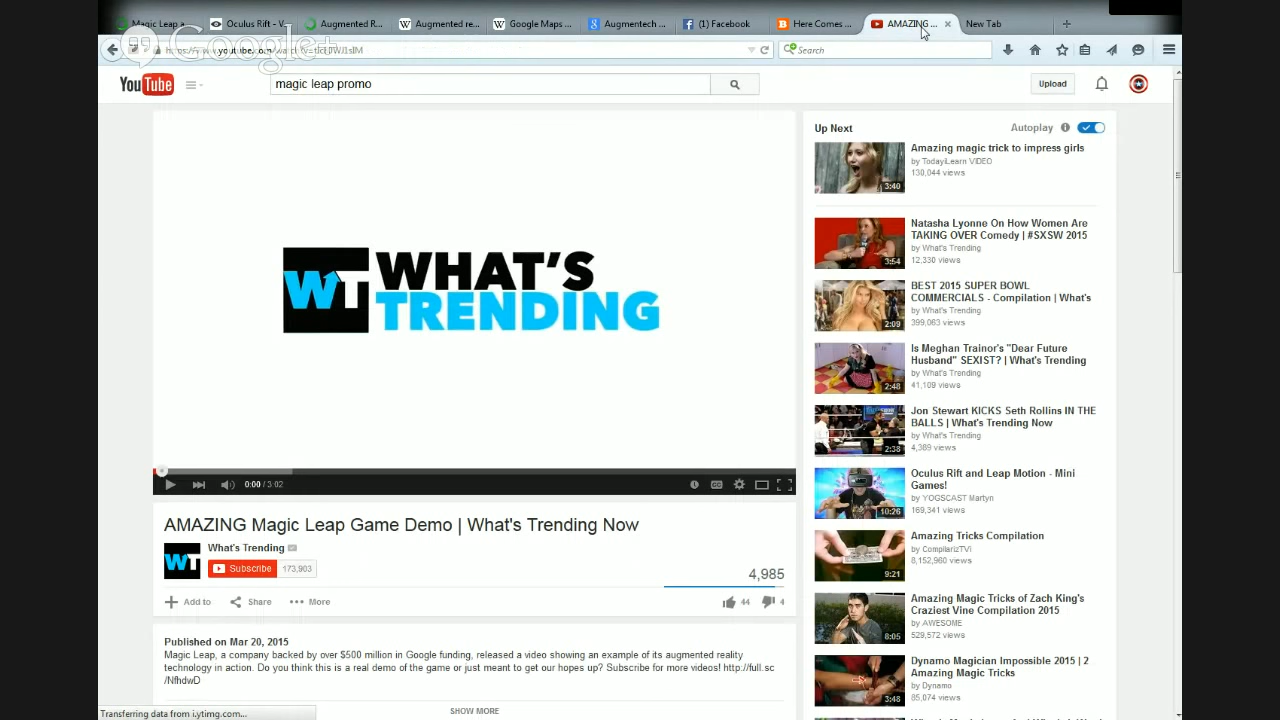 Magic Leap a
Oculus Rift - V...
Augmented R...
Augmented re...
Google Maps ...
Augmentech ...
(1) Facebook
Here Comes ...
AMAZING ...
New Tab
Google+
Search
YouTube
magic leap promo
Upload
WT WHAT'S
TRENDING
0:00 / 3:02
AMAZING Magic Leap Game Demo | What's Trending Now
WT
What's Trending
Subscribe
173,903
4,985
Add to
Share
More
44
4
Published on Mar 20, 2015
Magic Leap, a company backed by over $500 million in Google funding, released a video showing an example of its augmented reality
technology in action. Do you think this is a real demo of the game or just meant to get our hopes up? Subscribe for more videos! http://full.sc
/NfhdwD
SHOW MORE
Up Next
Autoplay
Amazing magic trick to impress girls
by TodayiLearn VIDEO
130,044 views
3:40
Natasha Lyonne On How Women Are
TAKING OVER Comedy | #SXSW 2015
by What's Trending
12,330 views
3:54
BEST 2015 SUPER BOWL
COMMERCIALS - Compilation | What's
by What's Trending
399,063 views
2:09
Is Meghan Trainor's "Dear Future
Husband" SEXIST? | What's Trending
by What's Trending
41,109 views
2:48
Jon Stewart KICKS Seth Rollins IN THE
BALLS | What's Trending Now
by What's Trending
4,389 views
2:38
Oculus Rift and Leap Motion - Mini
Games!
by YOGSCAST Martyn
169,341 views
10:26
Amazing Tricks Compilation
by CompilarizTVi
8,152,960 views
9:21
Amazing Magic Tricks of Zach King's
Craziest Vine Compilation 2015
by AWESOME
529,572 views
8:05
Dynamo Magician Impossible 2015 | 2
Amazing Magic Tricks
by Dynamo
85,074 views
3:48
Transferring data from i.ytimg.com...